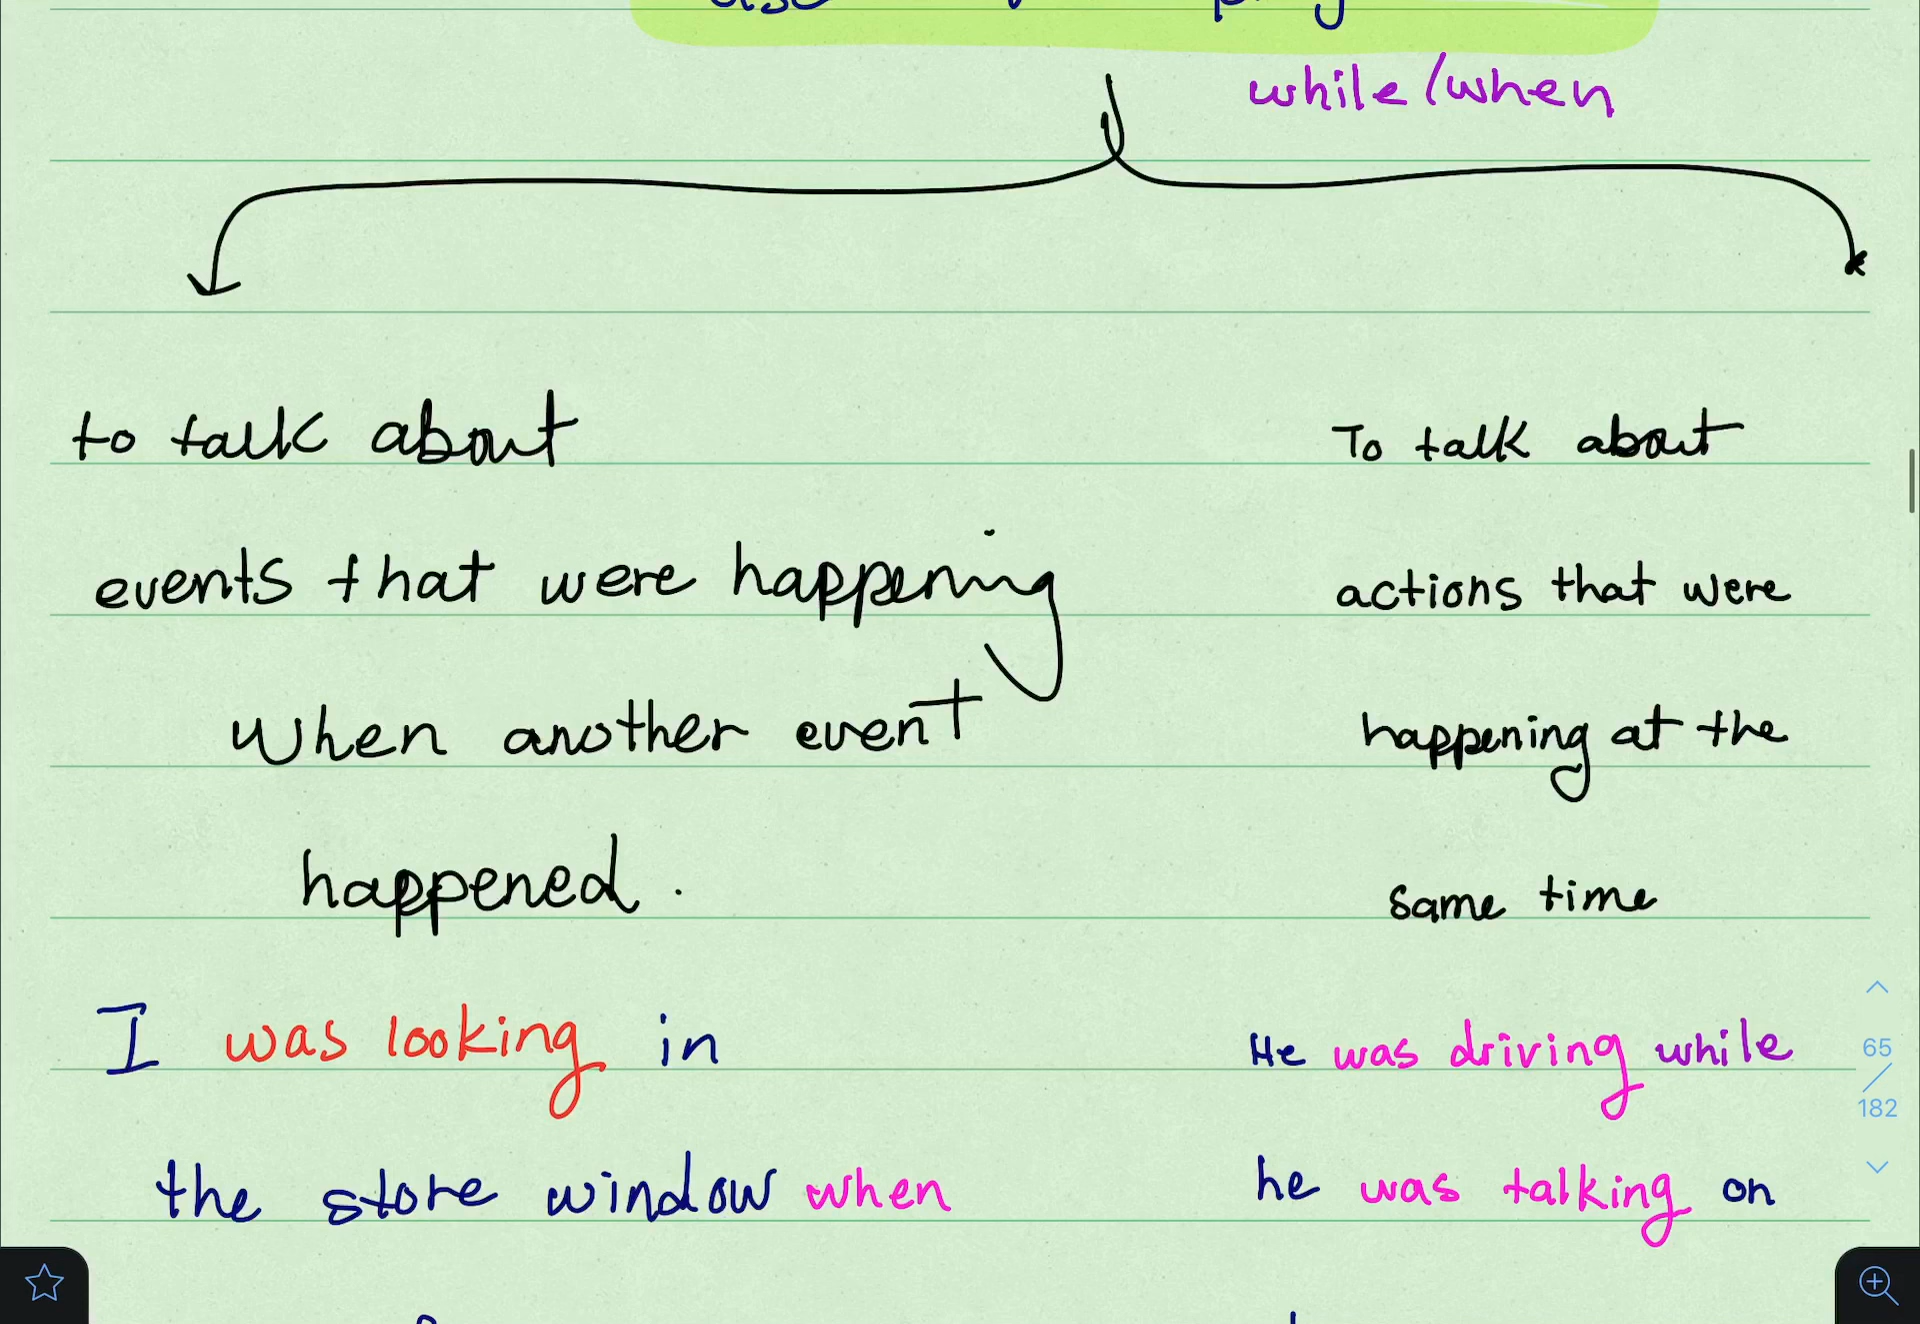 while/when
to talk about
events that were happening
when another event
happened.
I was looking in
the store window when
To talk about
actions that were
happening at the
same time
He was driving while
he was talking on
65
/
182